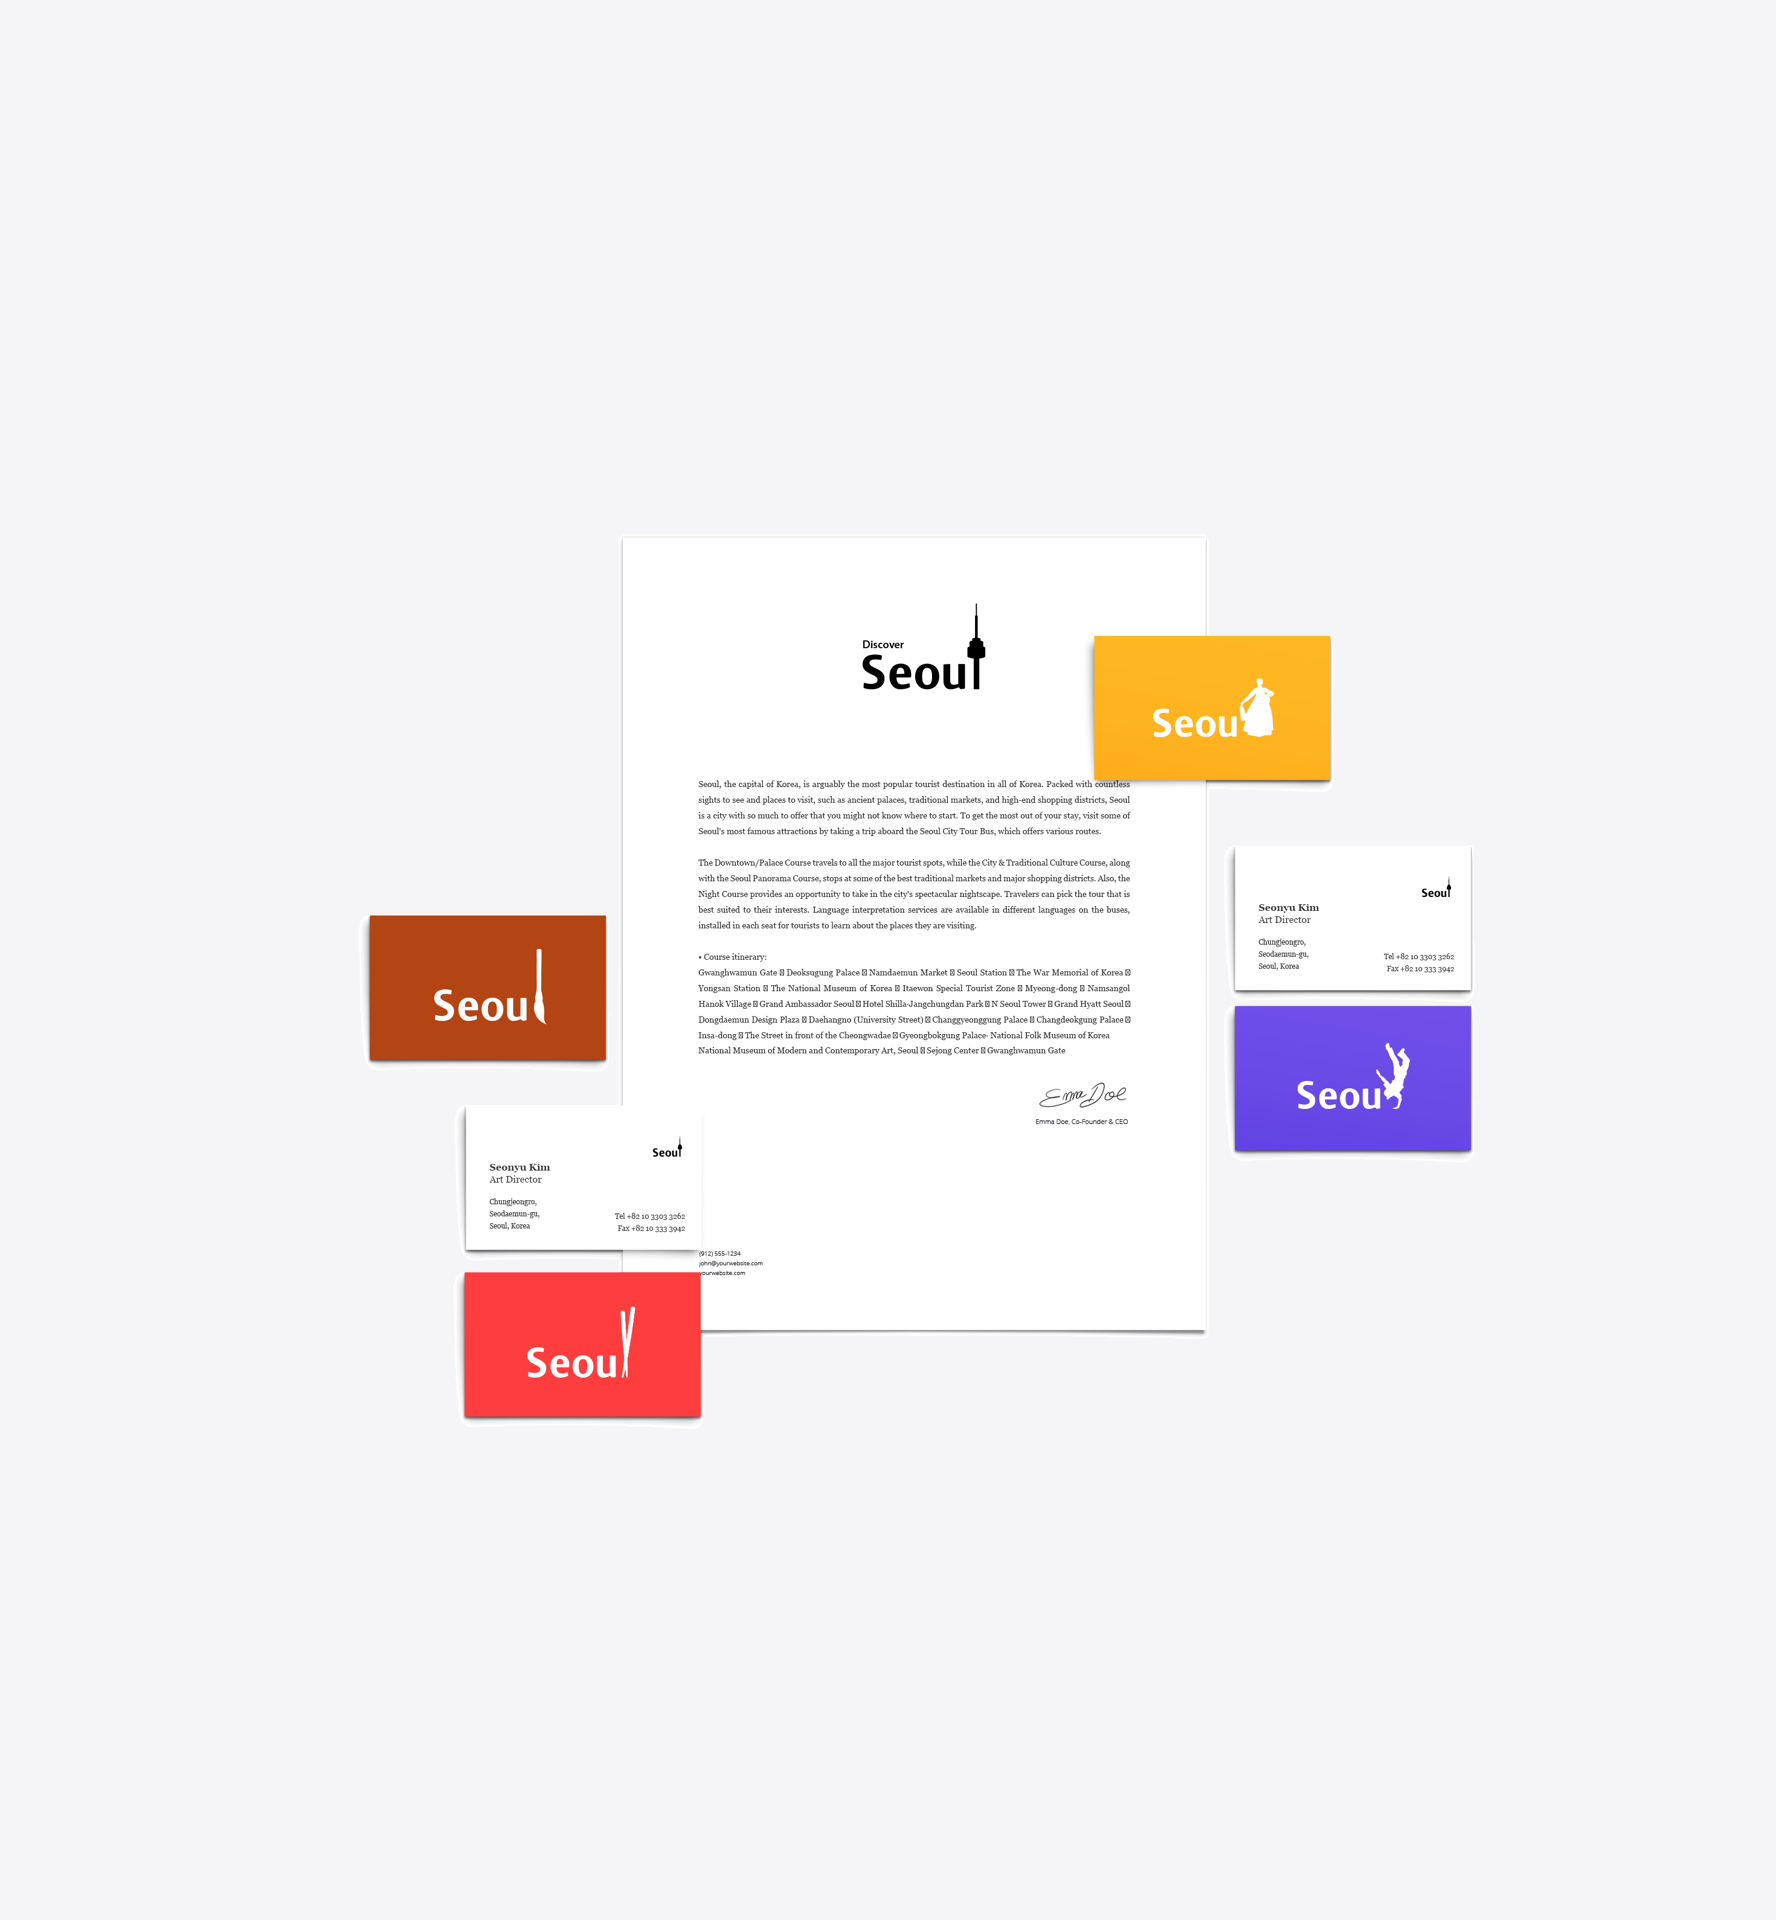 Discover
Seoul
Seoul
Seoul, the capital of Korea, is arguably the most popular tourist destination in all of Korea. Packed with countless
sights to see and places to visit, such as ancient palaces, traditional markets, and high-end shopping districts, Seoul
is a city with so much to offer that you might not know where to start. To get the most out of your stay, visit some of
Seoul's most famous attractions by taking a trip aboard the Seoul City Tour Bus, which offers various routes.
The Downtown/Palace Course travels to all the major tourist spots, while the City & Traditional Culture Course, along
with the Seoul Panorama Course, stops at some of the best traditional markets and major shopping districts. Also, the
Night Course provides an opportunity to take in the city's spectacular nightscape. Travelers can pick the tour that is
best suited to their interests. Language interpretation services are available in different languages on the buses,
installed in each seat for tourists to learn about the places they are visiting.
• Course itinerary:
Gwanghwamun Gate ⍰ Deoksugung Palace ⍰ Namdaemun Market ⍰ Seoul Station ⍰ The War Memorial of Korea ⍰
Yongsan Station ⍰ The National Museum of Korea ⍰ Itaewon Special Tourist Zone ⍰ Myeong-dong ⍰ Namsangol
Hanok Village ⍰ Grand Ambassador Seoul ⍰ Hotel Shilla·Jangchungdan Park ⍰ N Seoul Tower ⍰ Grand Hyatt Seoul ⍰
Dongdaemun Design Plaza ⍰ Daehangno (University Street) ⍰ Changgyeonggung Palace ⍰ Changdeokgung Palace ⍰
Insa-dong ⍰ The Street in front of the Cheongwadae ⍰ Gyeongbokgung Palace· National Folk Museum of Korea
National Museum of Modern and Contemporary Art, Seoul ⍰ Sejong Center ⍰ Gwanghwamun Gate
Emma Doe
Emma Doe, Co-Founder & CEO
(912) 555-1234
john@yourwebsite.com
yourwebsite.com
Seoul
Seonyu Kim
Art Director
Chungjeongro,
Seodaemun-gu,
Seoul, Korea
Tel +82 10 3303 3262
Fax +82 10 333 3942
Seoul
Seoul
Seoul
Seonyu Kim
Art Director
Chungjeongro,
Seodaemun-gu,
Seoul, Korea
Tel +82 10 3303 3262
Fax +82 10 333 3942
Seoul